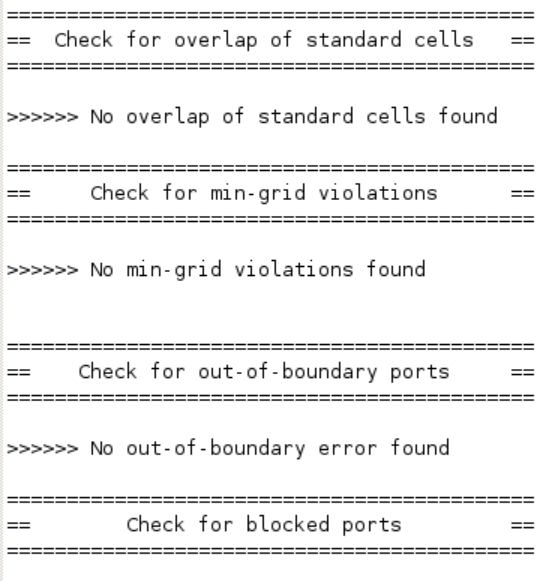 ============================================
==  Check for overlap of standard cells   ==
============================================
>>>>>> No overlap of standard cells found
============================================
==     Check for min-grid violations      ==
============================================
>>>>>> No min-grid violations found
============================================
==    Check for out-of-boundary ports     ==
============================================
>>>>>> No out-of-boundary error found
============================================
==        Check for blocked ports         ==
============================================